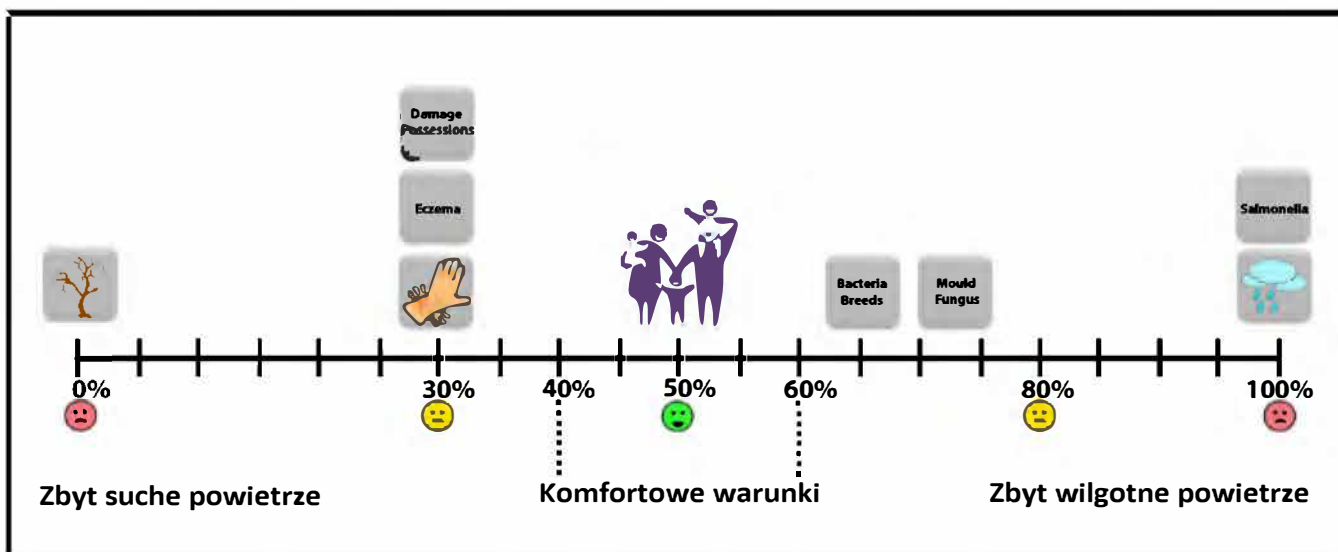 Damage
Possessions
Eczema
Salmonella
Bacteria
Breeds
Mould
Fungus
0%
30%
40%
50%
60%
80%
100%
Zbyt suche powietrze
Komfortowe warunki
Zbyt wilgotne powietrze